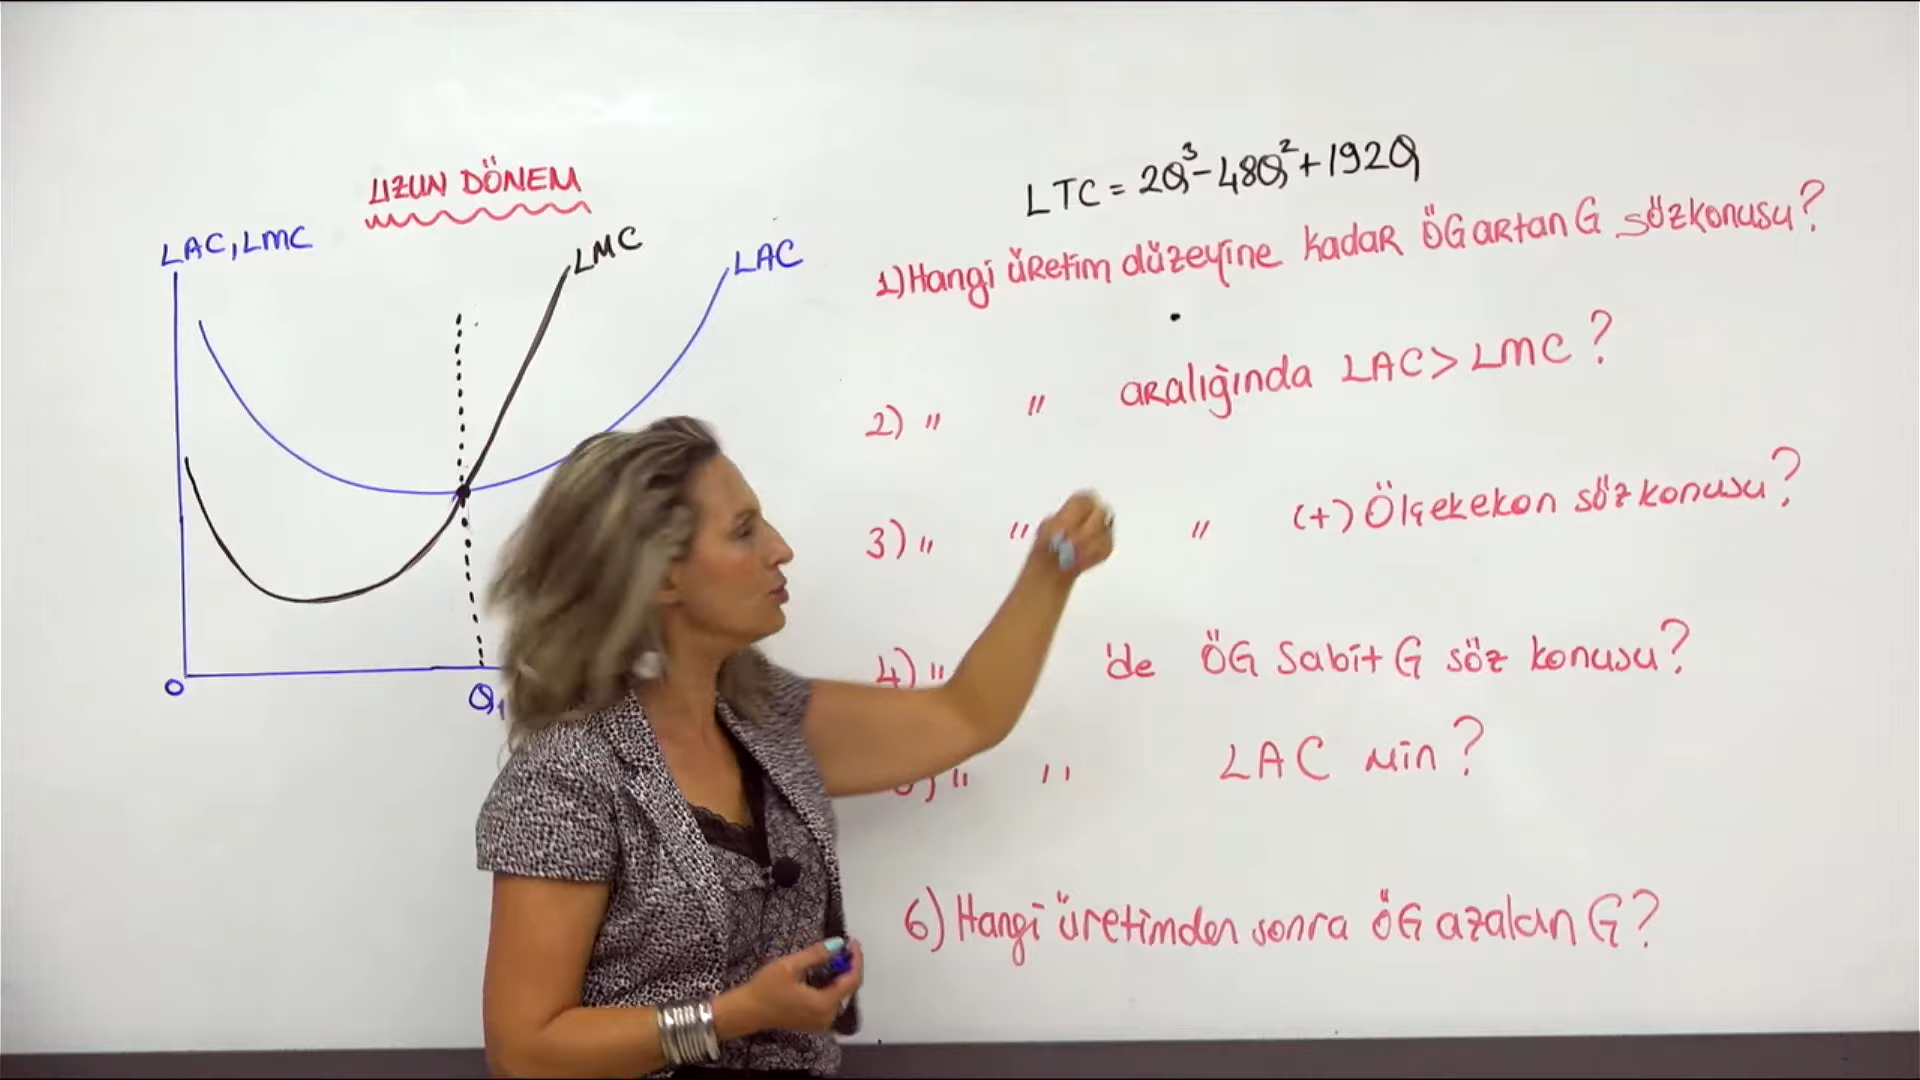 UZUN DÖNEM
LAC, LMC
LMC
LAC
0
Q₁
LTC = 2Q³ - 48Q² + 192Q
1) Hangi üretim düzeyine kadar ÖG artan G sözkonusu?
2) " " aralığında LAC > LMC ?
3) " " " (+) Ölçekekon söz konusu?
4) " 'de ÖG Sabit G söz konusu?
" " LAC Min ?
6) Hangi üretimden sonra ÖG azalan G ?